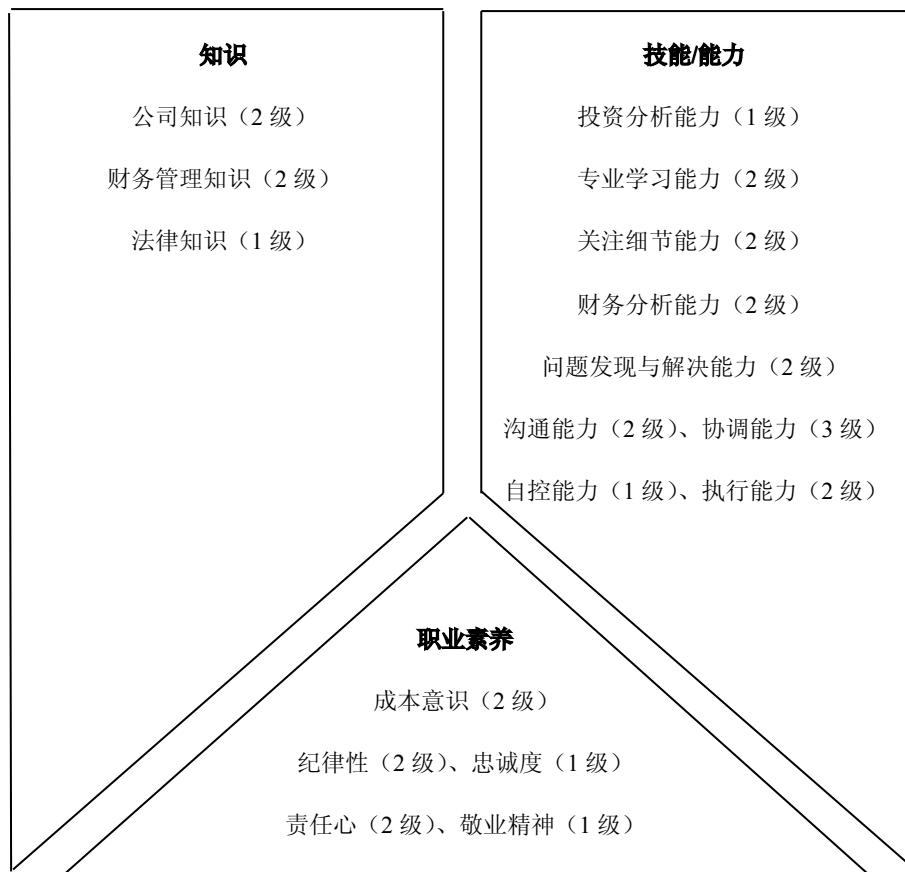 知识
公司知识（2 级）
财务管理知识（2 级）
法律知识（1 级）
技能/能力
投资分析能力（1 级）
专业学习能力（2 级）
关注细节能力（2 级）
财务分析能力（2 级）
问题发现与解决能力（2 级）
沟通能力（2 级）、协调能力（3 级）
自控能力（1 级）、执行能力（2 级）
职业素养
成本意识（2 级）
纪律性（2 级）、忠诚度（1 级）
责任心（2 级）、敬业精神（1 级）